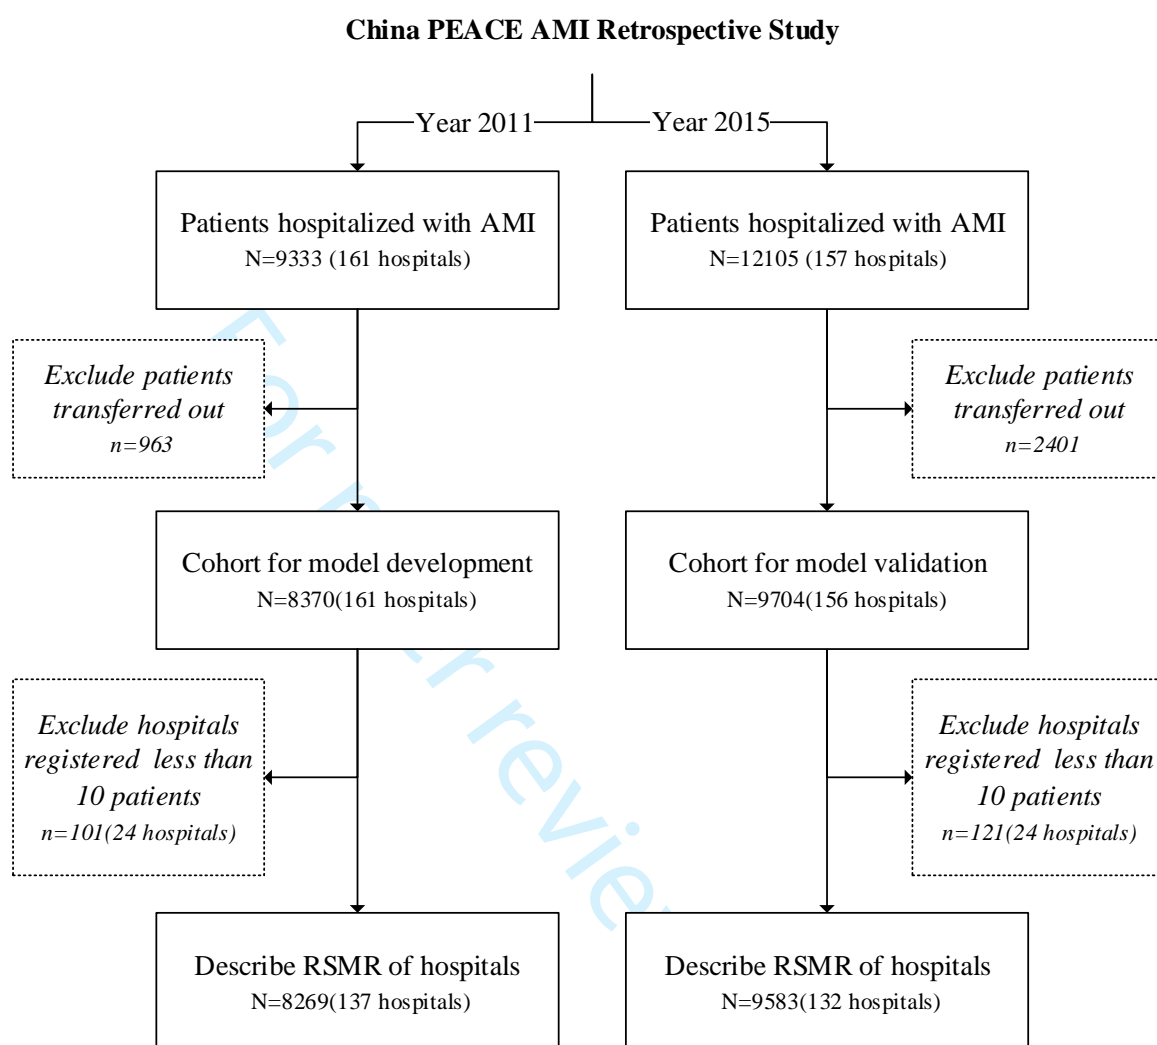 China PEACE AMI Retrospective Study
Year 2011
Year 2015
Patients hospitalized with AMI
N=9333 (161 hospitals)
Patients hospitalized with AMI
N=12105 (157 hospitals)
Exclude patients
transferred out
n=963
Exclude patients
transferred out
n=2401
Cohort for model development
N=8370(161 hospitals)
Cohort for model validation
N=9704(156 hospitals)
Exclude hospitals
registered less than
10 patients
n=101(24 hospitals)
Exclude hospitals
registered less than
10 patients
n=121(24 hospitals)
Describe RSMR of hospitals
N=8269(137 hospitals)
Describe RSMR of hospitals
N=9583(132 hospitals)
For peer review